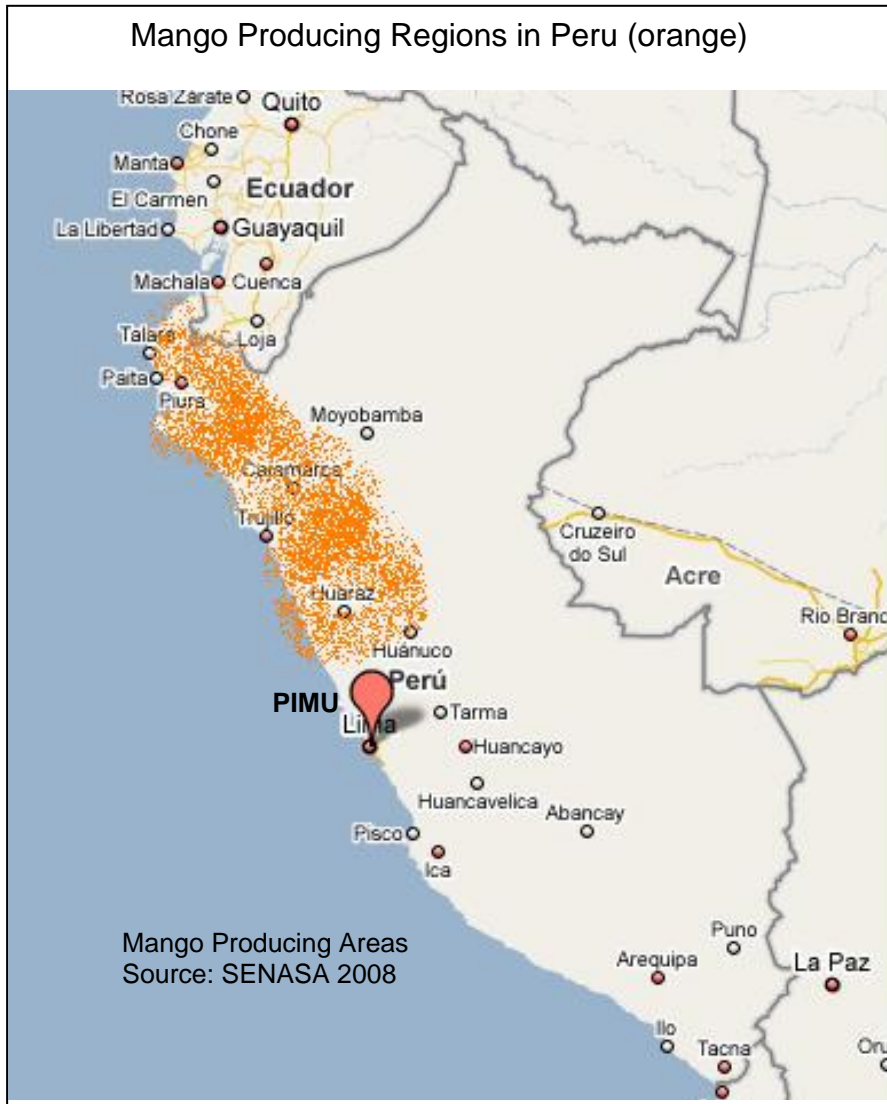 Mango Producing Regions in Peru (orange)
Rosa Zárate
Quito
Chone
Manta
Ecuador
El Carmen
La Libertad
Guayaquil
Machala
Cuenca
Talara
Loja
Paita
Piura
Moyobamba
Cajamarca
Trujillo
Cruzeiro
do Sul
Acre
Huaraz
Rio Branc
Huánuco
Perú
PIMU
Lima
Tarma
Huancayo
Huancavelica
Abancay
Pisco
Ica
Mango Producing Areas
Source: SENASA 2008
Puno
Arequipa
La Paz
Ilo
Tacna
Oru